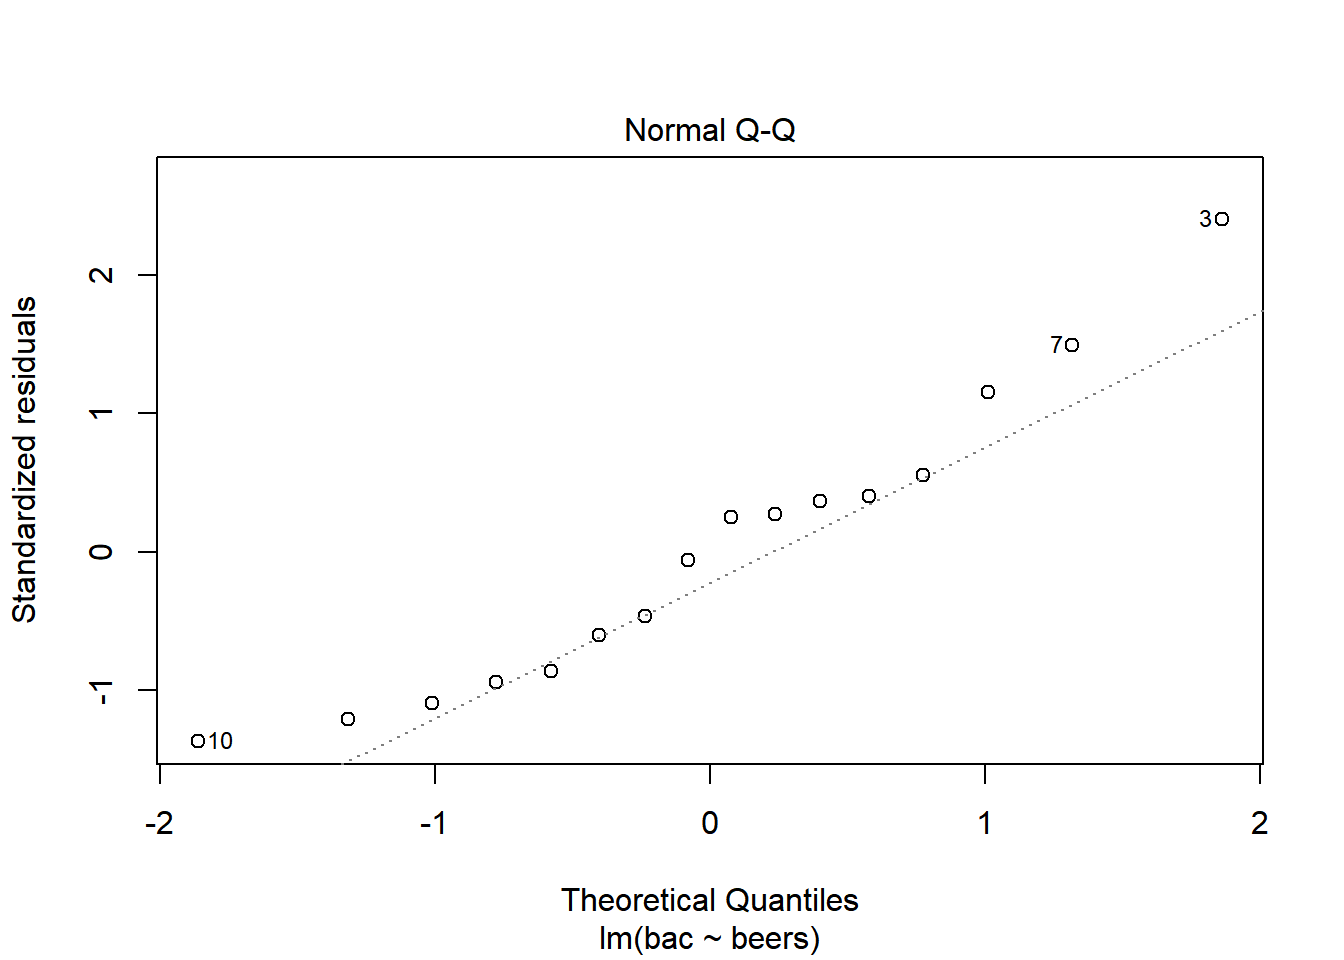 Normal Q-Q
Standardized residuals
2
1
0
-1
3
7
10
-2 -1 0 1 2
Theoretical Quantiles
lm(bac ~ beers)